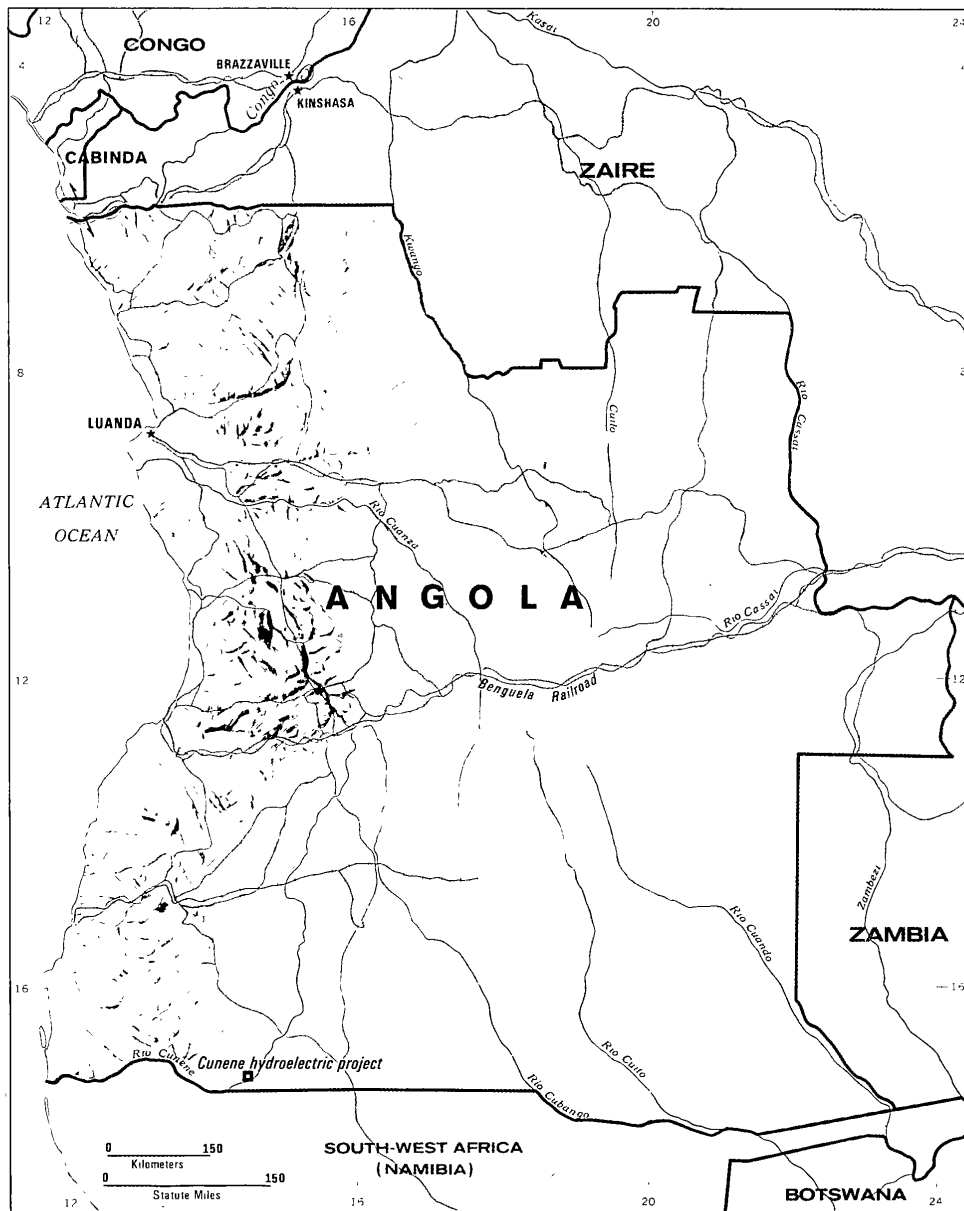 12
16
20
24
CONGO
Kasai
4
BRAZZAVILLE
Congo
KINSHASA
CABINDA
ZAIRE
Kwango
8
Cuilo
Rio Cassai
LUANDA
ATLANTIC
OCEAN
Rio Cuanza
ANGOLA
Rio Cassai
12
12
Benguela Railroad
Zambezi
Rio Cuando
ZAMBIA
16
16
Rio Cunene
Cunene hydroelectric project
Rio Cuito
Rio Cubango
0 150
Kilometers
0 150
Statute Miles
SOUTH-WEST AFRICA
(NAMIBIA)
BOTSWANA
12
16
20
24